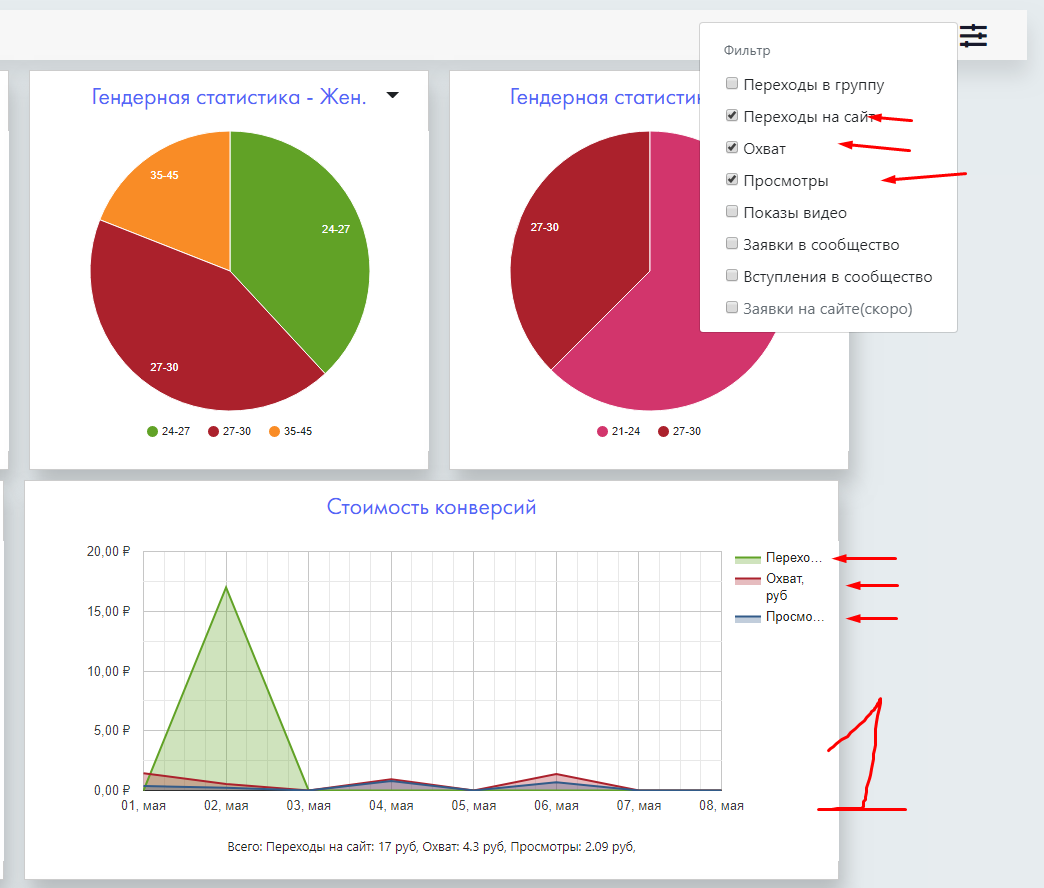 Фильтр
Переходы в группу
Переходы на сайт
Охват
Просмотры
Показы видео
Заявки в сообщество
Вступления в сообщество
Заявки на сайте(скоро)
Гендерная статистика - Жен.
35-45
24-27
27-30
24-27 27-30 35-45
Гендерная статистик
27-30
21-24 27-30
Стоимость конверсий
20,00 ₽
15,00 ₽
10,00 ₽
5,00 ₽
0,00 ₽
01, мая 02, мая 03, мая 04, мая 05, мая 06, мая 07, мая 08, мая
Перехо…
Охват,
руб
Просмо…
1
Всего: Переходы на сайт: 17 руб, Охват: 4.3 руб, Просмотры: 2.09 руб,